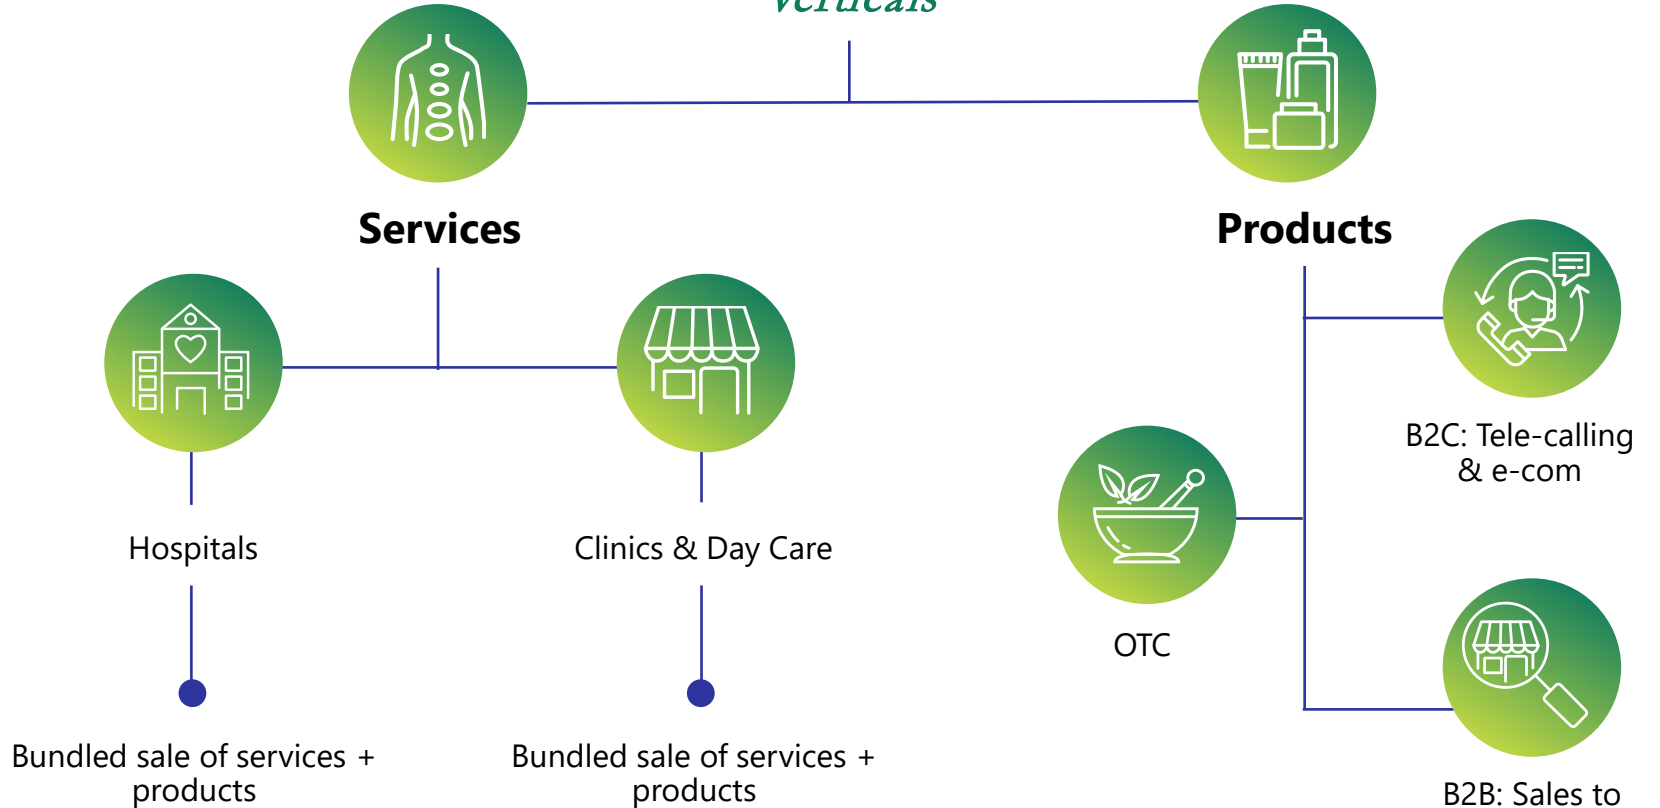 Verticals
Services
Products
B2C: Tele-calling
& e-com
Hospitals
Clinics & Day Care
OTC
Bundled sale of services +
products
Bundled sale of services +
products
B2B: Sales to